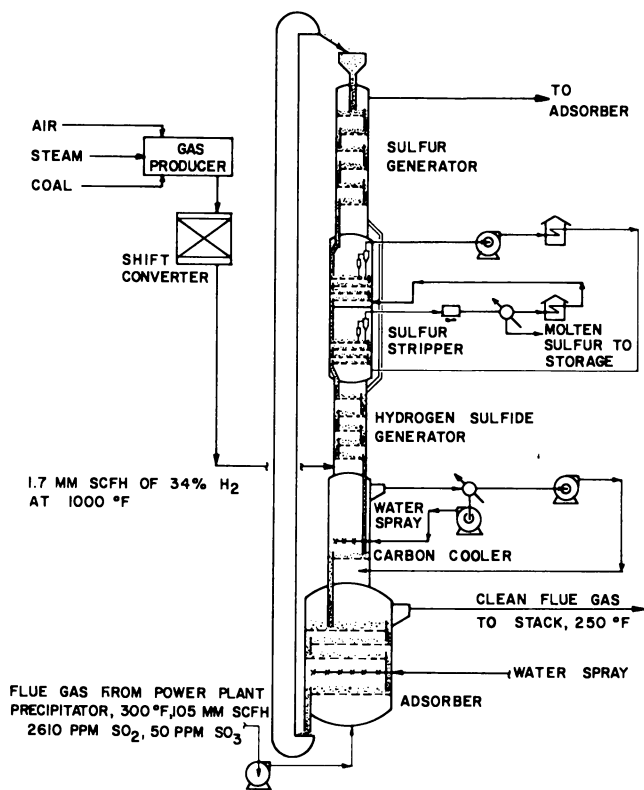 TO
ADSORBER
AIR
STEAM
COAL
GAS
PRODUCER
SULFUR
GENERATOR
SHIFT
CONVERTER
SULFUR
STRIPPER
MOLTEN
SULFUR TO
STORAGE
HYDROGEN SULFIDE
GENERATOR
1.7 MM SCFH OF 34% H2
AT 1000 °F
WATER
SPRAY
CARBON COOLER
CLEAN FLUE GAS
TO STACK, 250 °F
WATER SPRAY
ADSORBER
FLUE GAS FROM POWER PLANT
PRECIPITATOR, 300°F,105 MM SCFH
2610 PPM SO2, 50 PPM SO3